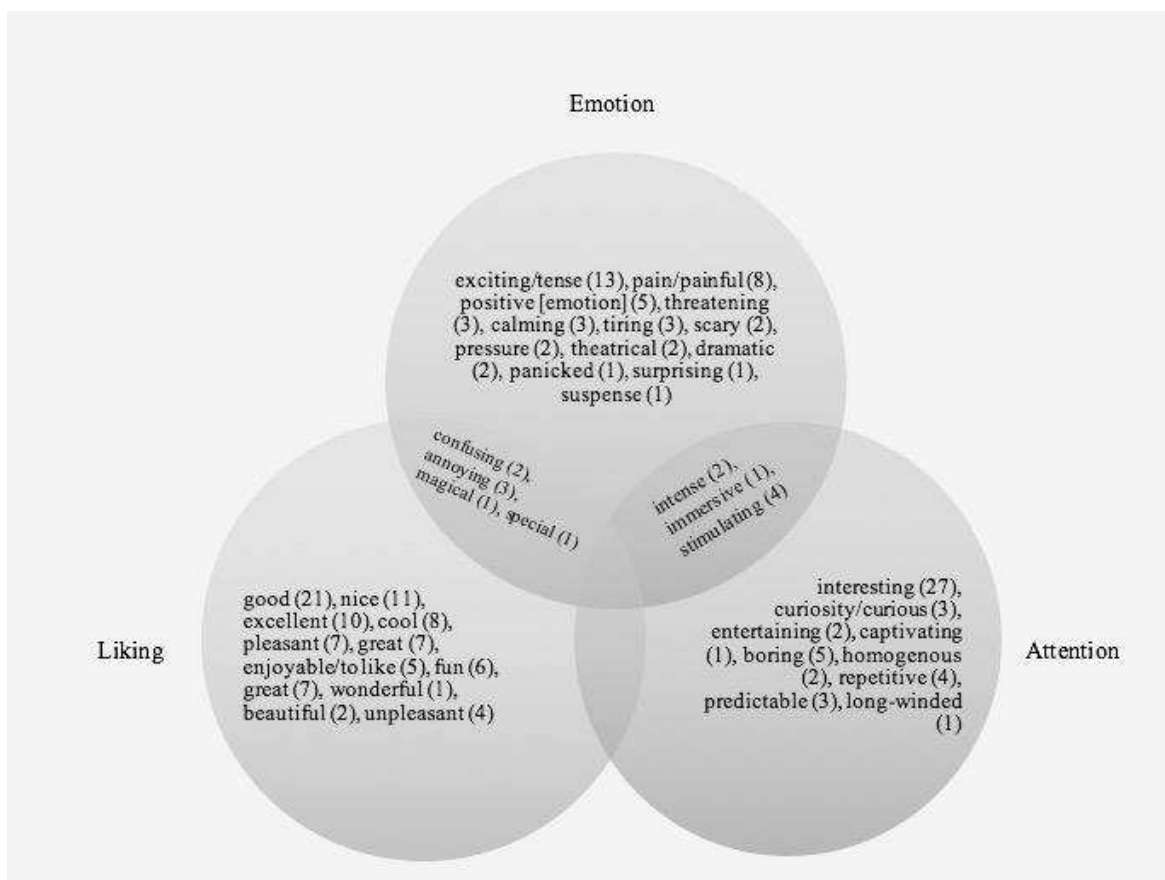 Emotion
exciting/tense (13), pain/painful (8),
positive [emotion] (5), threatening
(3), calming (3), tiring (3), scary (2),
pressure (2), theatrical (2), dramatic
(2), panicked (1), surprising (1),
suspense (1)
confusing (2),
annoying (3),
magical (1), special (1)
intense (2),
immersive (1),
stimulating (4)
Liking
good (21), nice (11),
excellent (10), cool (8),
pleasant (7), great (7),
enjoyable/to like (5), fun (6),
great (7), wonderful (1),
beautiful (2), unpleasant (4)
interesting (27),
curiosity/curious (3),
entertaining (2), captivating
(1), boring (5), homogenous
(2), repetitive (4),
predictable (3), long-winded
(1)
Attention